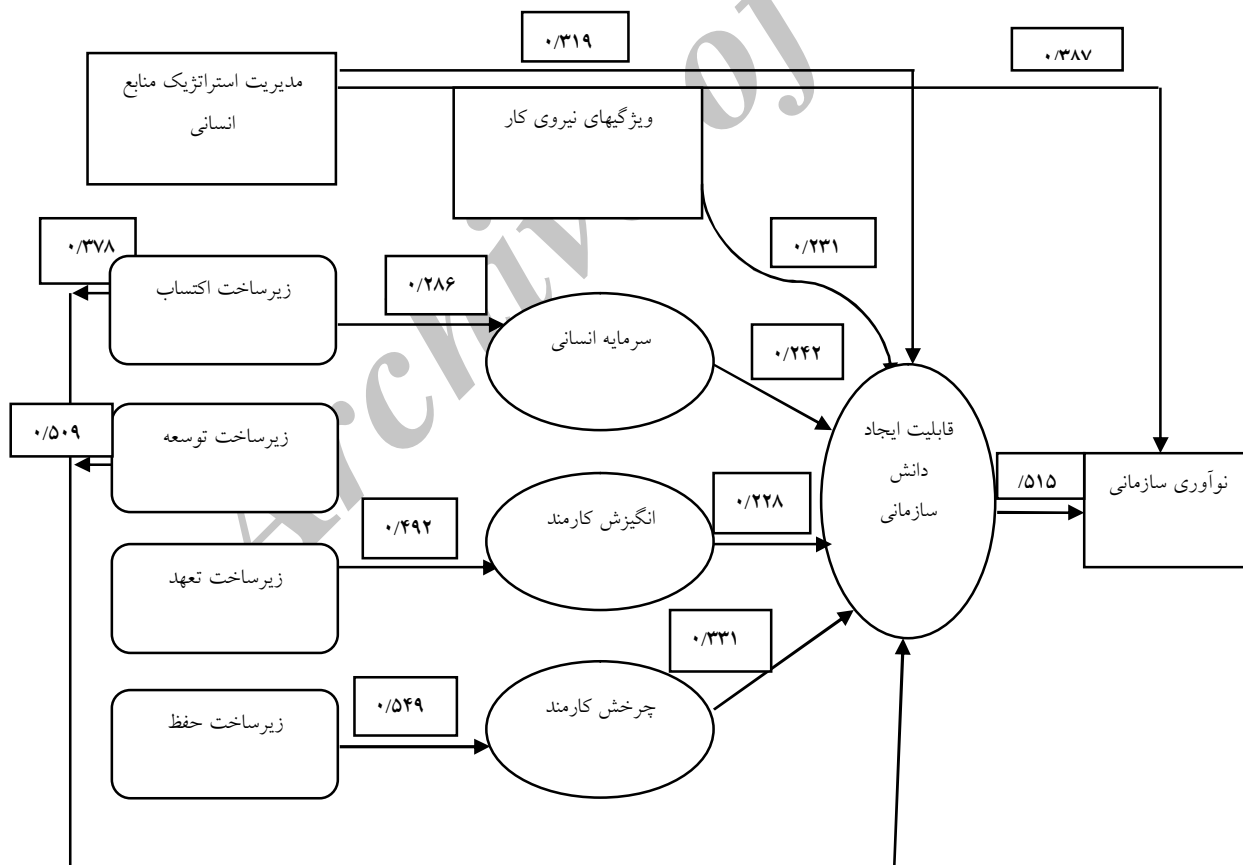 ۰/۳۱۹
۰/۳۸۷
مدیریت استراتژیک منابع
انسانی
ویژگیهای نیروی کار
۰/۳۷۸
۰/۲۳۱
زیرساخت اکتساب
۰/۲۸۶
سرمایه انسانی
۰/۲۴۲
۰/۵۰۹
زیرساخت توسعه
قابلیت ایجاد
دانش
سازمانی
/۵۱۵
نوآوری سازمانی
۰/۴۹۲
انگیزش کارمند
۰/۲۲۸
زیرساخت تعهد
۰/۳۳۱
زیرساخت حفظ
۰/۵۴۹
چرخش کارمند